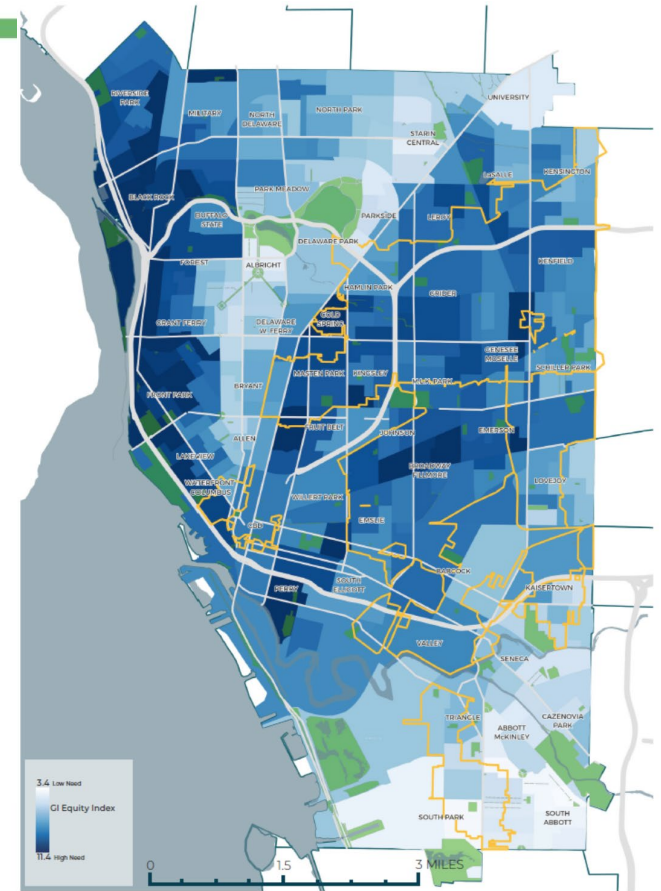 RIVERSIDE
PARK
MILITARY
NORTH
DELAWARE
NORTH PARK
UNIVERSITY
STARIN
CENTRAL
LASALLE
KENSINGTON
BLACK ROCK
PARK MEADOW
BUFFALO
STATE
PARKSIDE
LEROY
DELAWARE PARK
FOREST
ALBRIGHT
KENFIELD
HAMLIN PARK
GRIDER
GRANT FERRY
DELAWARE
W. FERRY
COLD
SPRING
GENESEE
MOSELLE
SCHILLER PARK
MASTEN PARK
KINGSLEY
MLK PARK
FRONT PARK
BRYANT
FRUIT BELT
JOHNSON
EMERSON
ALLEN
LAKEVIEW
BROADWAY
FILLMORE
WATERFRONT
COLUMBUS
WILLERT PARK
LOVEJOY
CBD
EMSLIE
BABCOCK
PERRY
SOUTH
ELLICOTT
KAISERTOWN
VALLEY
SENECA
TRIANGLE
ABBOTT
McKINLEY
CAZENOVIA
PARK
SOUTH PARK
SOUTH
ABBOTT
3.4 Low Need
GI Equity Index
11.4 High Need
0 1.5 3 MILES